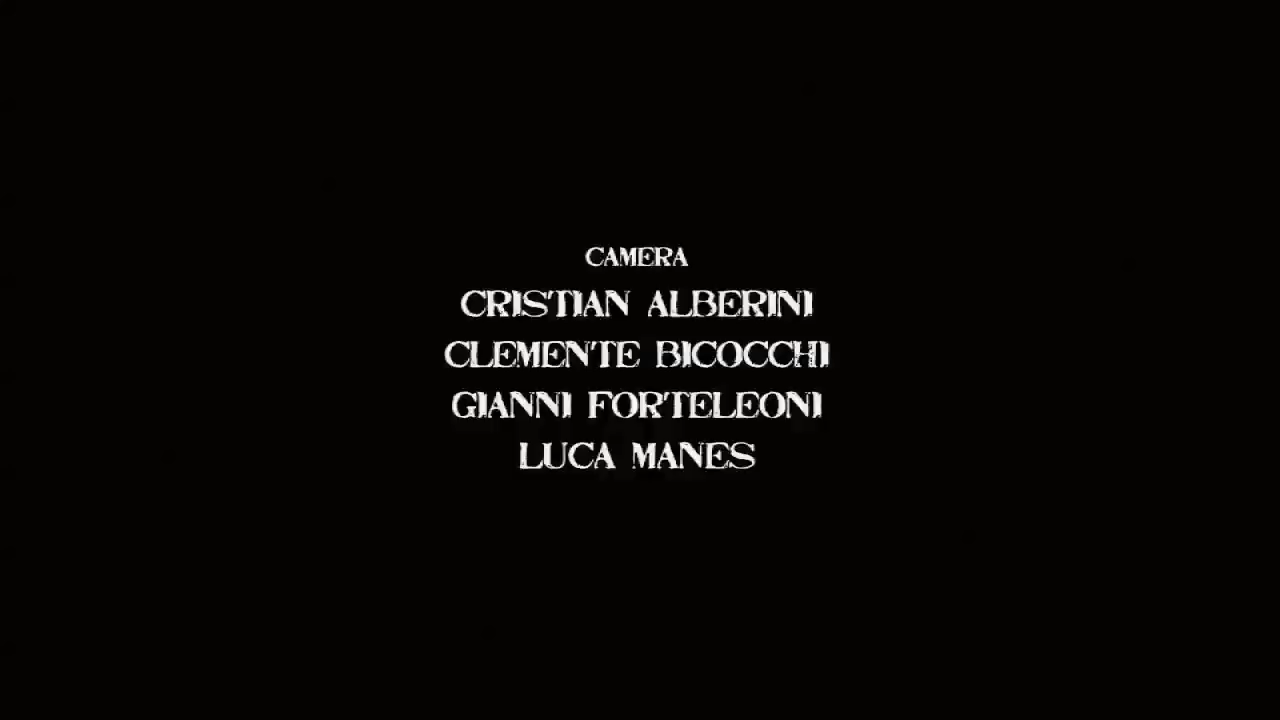 CAMERA
CRISTIAN ALBERINI
CLEMENTE BICOCCHI
GIANNI FORTELEONI
LUCA MANES